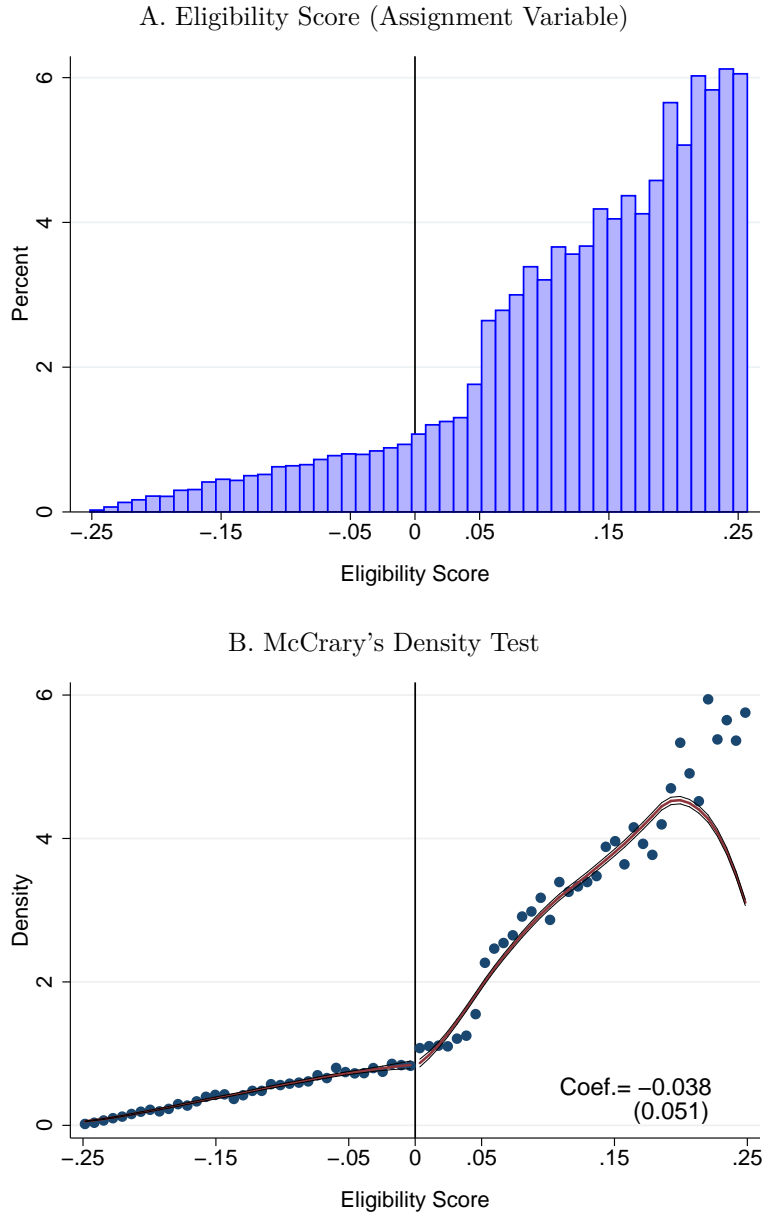 A. Eligibility Score (Assignment Variable)
6
4
2
0
Percent
−.25 −.15 −.05 0 .05 .15 .25
Eligibility Score
B. McCrary's Density Test
6
4
2
0
Density
Coef.= −0.038
(0.051)
−.25 −.15 −.05 0 .05 .15 .25
Eligibility Score